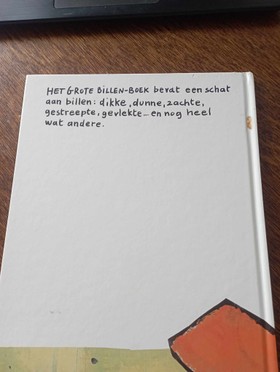 HET GROTE BILLEN-BOEK bevat een schat
aan billen: dikke, dunne, zachte,
gestreepte, gevlekte... en nog heel
wat andere.